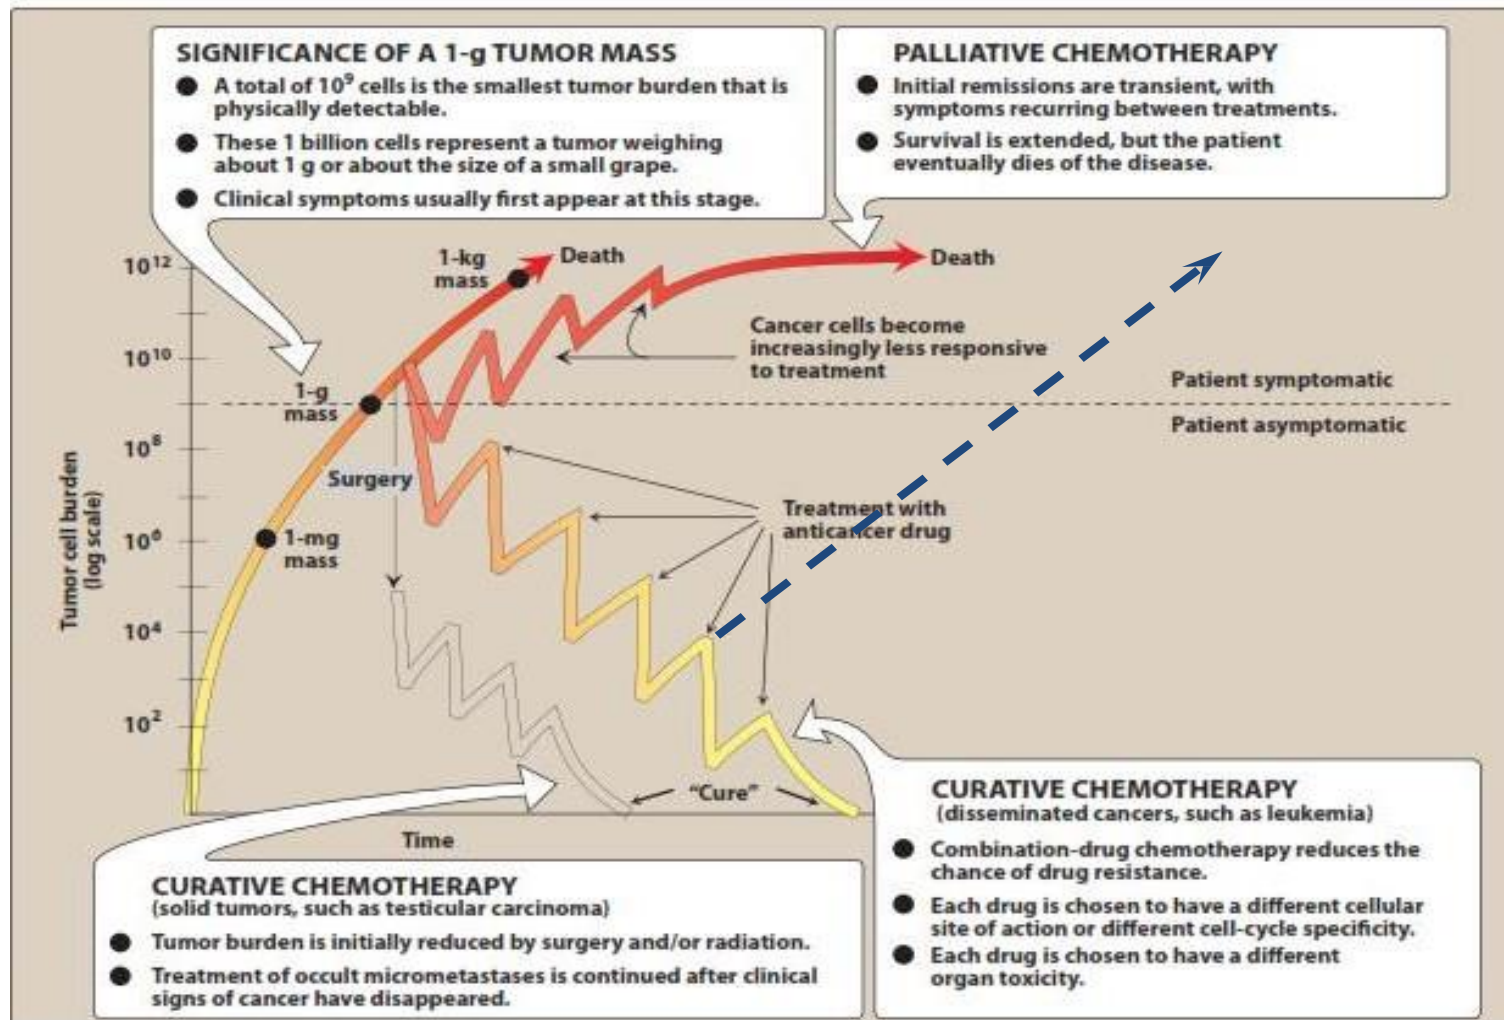 SIGNIFICANCE OF A 1-g TUMOR MASS
● A total of 10⁹ cells is the smallest tumor burden that is
physically detectable.
● These 1 billion cells represent a tumor weighing
about 1 g or about the size of a small grape.
● Clinical symptoms usually first appear at this stage.
PALLIATIVE CHEMOTHERAPY
● Initial remissions are transient, with
symptoms recurring between treatments.
● Survival is extended, but the patient
eventually dies of the disease.
Tumor cell burden
(log scale)
10¹²
10¹⁰
10⁸
10⁶
10⁴
10²
1-kg
mass
Death
Death
1-g
mass
Cancer cells become
increasingly less responsive
to treatment
Patient symptomatic
Patient asymptomatic
Surgery
1-mg
mass
Treatment with
anticancer drug
"Cure"
Time
CURATIVE CHEMOTHERAPY
(solid tumors, such as testicular carcinoma)
● Tumor burden is initially reduced by surgery and/or radiation.
● Treatment of occult micrometastases is continued after clinical
signs of cancer have disappeared.
CURATIVE CHEMOTHERAPY
(disseminated cancers, such as leukemia)
● Combination-drug chemotherapy reduces the
chance of drug resistance.
● Each drug is chosen to have a different cellular
site of action or different cell-cycle specificity.
● Each drug is chosen to have a different
organ toxicity.